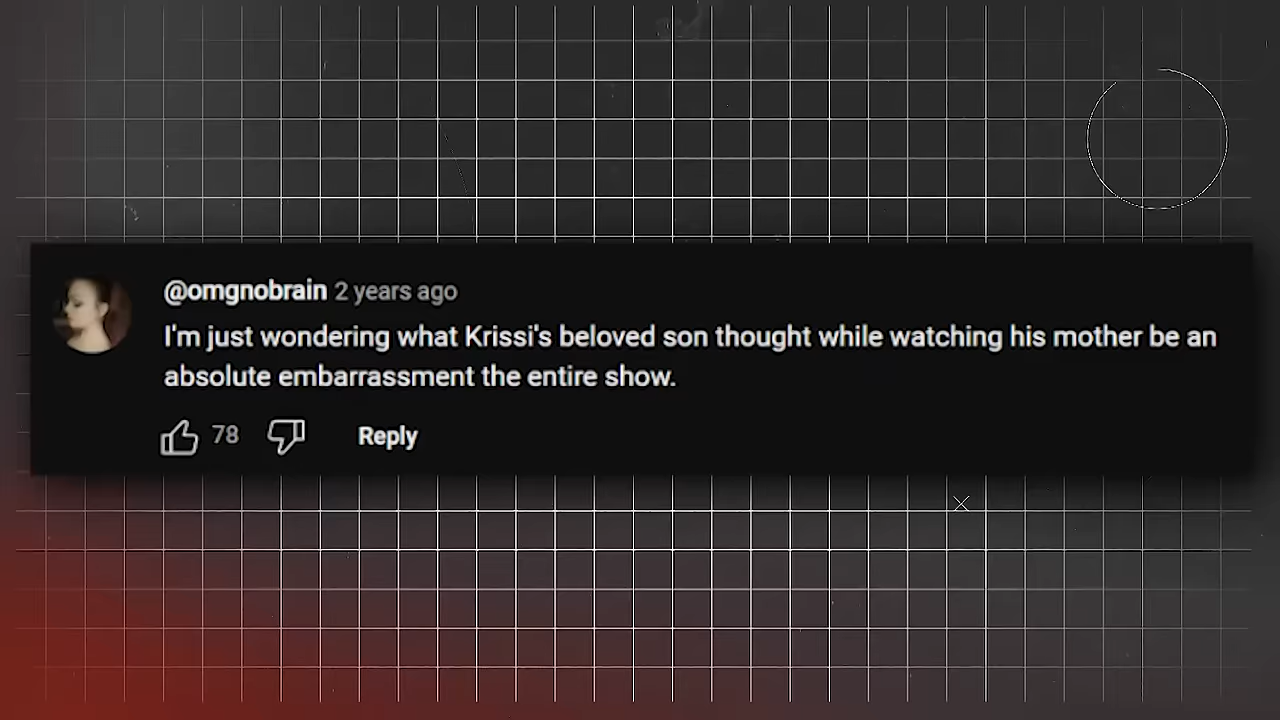 @omgnobrain 2 years ago
I'm just wondering what Krissi's beloved son thought while watching his mother be an
absolute embarrassment the entire show.
78 Reply